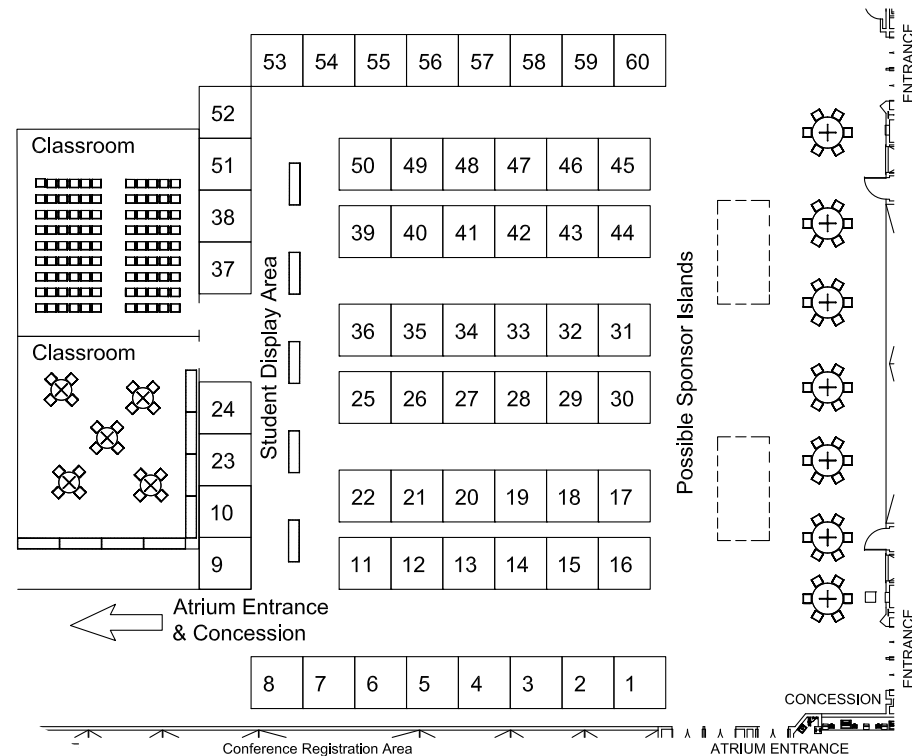 53 54 55 56 57 58 59 60
ENTRANCE
52
Classroom
51
50 49 48 47 46 45
38
39 40 41 42 43 44
37
Student Display Area
Possible Sponsor Islands
36 35 34 33 32 31
Classroom
24
25 26 27 28 29 30
23
22 21 20 19 18 17
10
9
11 12 13 14 15 16
Atrium Entrance
& Concession
ENTRANCE
8 7 6 5 4 3 2 1
CONCESSION
Conference Registration Area
ATRIUM ENTRANCE